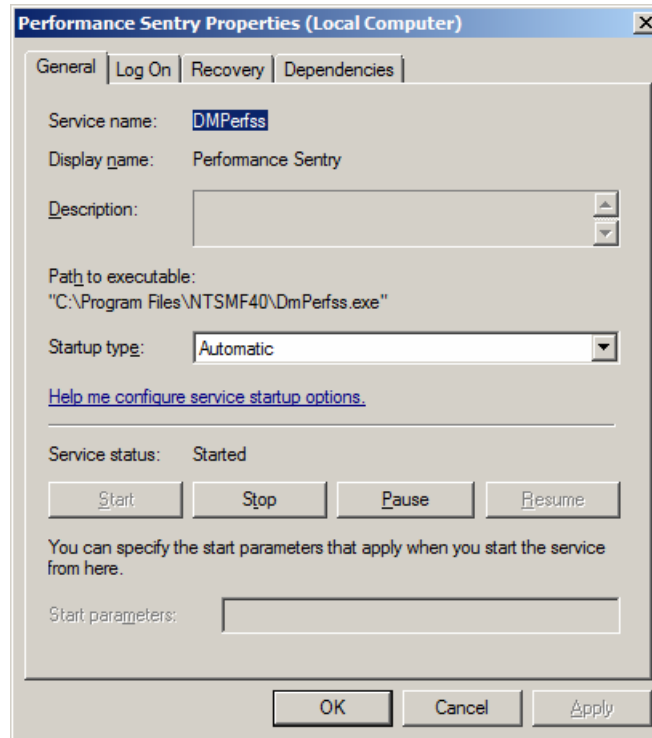 Performance Sentry Properties (Local Computer)
General Log On Recovery Dependencies
Service name: DMPerfss
Display name: Performance Sentry
Description:
Path to executable:
"C:\Program Files\NTSMF40\DmPerfss.exe"
Startup type: Automatic
Help me configure service startup options.
Service status: Started
Start Stop Pause Resume
You can specify the start parameters that apply when you start the service
from here.
Start parameters:
OK Cancel Apply